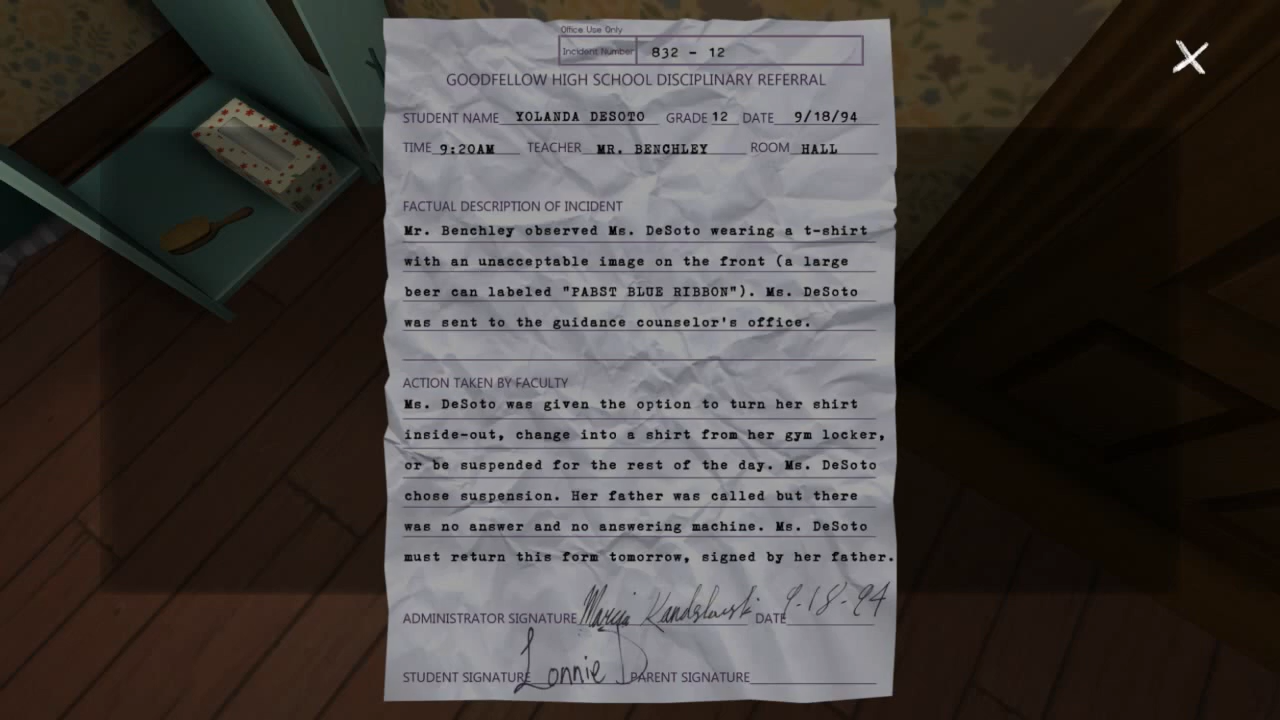 Office Use Only
Incident Number 832 - 12
GOODFELLOW HIGH SCHOOL DISCIPLINARY REFERRAL
STUDENT NAME YOLANDA DESOTO GRADE 12 DATE 9/18/94
TIME 9:20AM TEACHER MR. BENCHLEY ROOM HALL
FACTUAL DESCRIPTION OF INCIDENT
Mr. Benchley observed Ms. DeSoto wearing a t-shirt
with an unacceptable image on the front (a large
beer can labeled "PABST BLUE RIBBON"). Ms. DeSoto
was sent to the guidance counselor's office.
ACTION TAKEN BY FACULTY
Ms. DeSoto was given the option to turn her shirt
inside-out, change into a shirt from her gym locker,
or be suspended for the rest of the day. Ms. DeSoto
chose suspension. Her father was called but there
was no answer and no answering machine. Ms. DeSoto
must return this form tomorrow, signed by her father.
ADMINISTRATOR SIGNATURE Marcia DATE 9-18-94
STUDENT SIGNATURE Lonnie D PARENT SIGNATURE